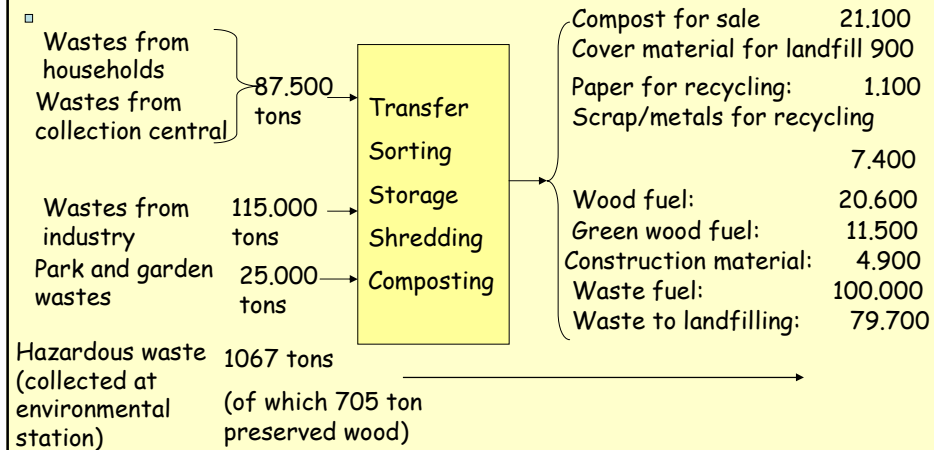 Wastes from
households
Wastes from
collection central
87.500
tons
Wastes from
industry
115.000
tons
Park and garden
wastes
25.000
tons
Hazardous waste
(collected at
environmental
station)
1067 tons
(of which 705 ton
preserved wood)
Transfer
Sorting
Storage
Shredding
Composting
Compost for sale 21.100
Cover material for landfill 900
Paper for recycling: 1.100
Scrap/metals for recycling
7.400
Wood fuel: 20.600
Green wood fuel: 11.500
Construction material: 4.900
Waste fuel: 100.000
Waste to landfilling: 79.700